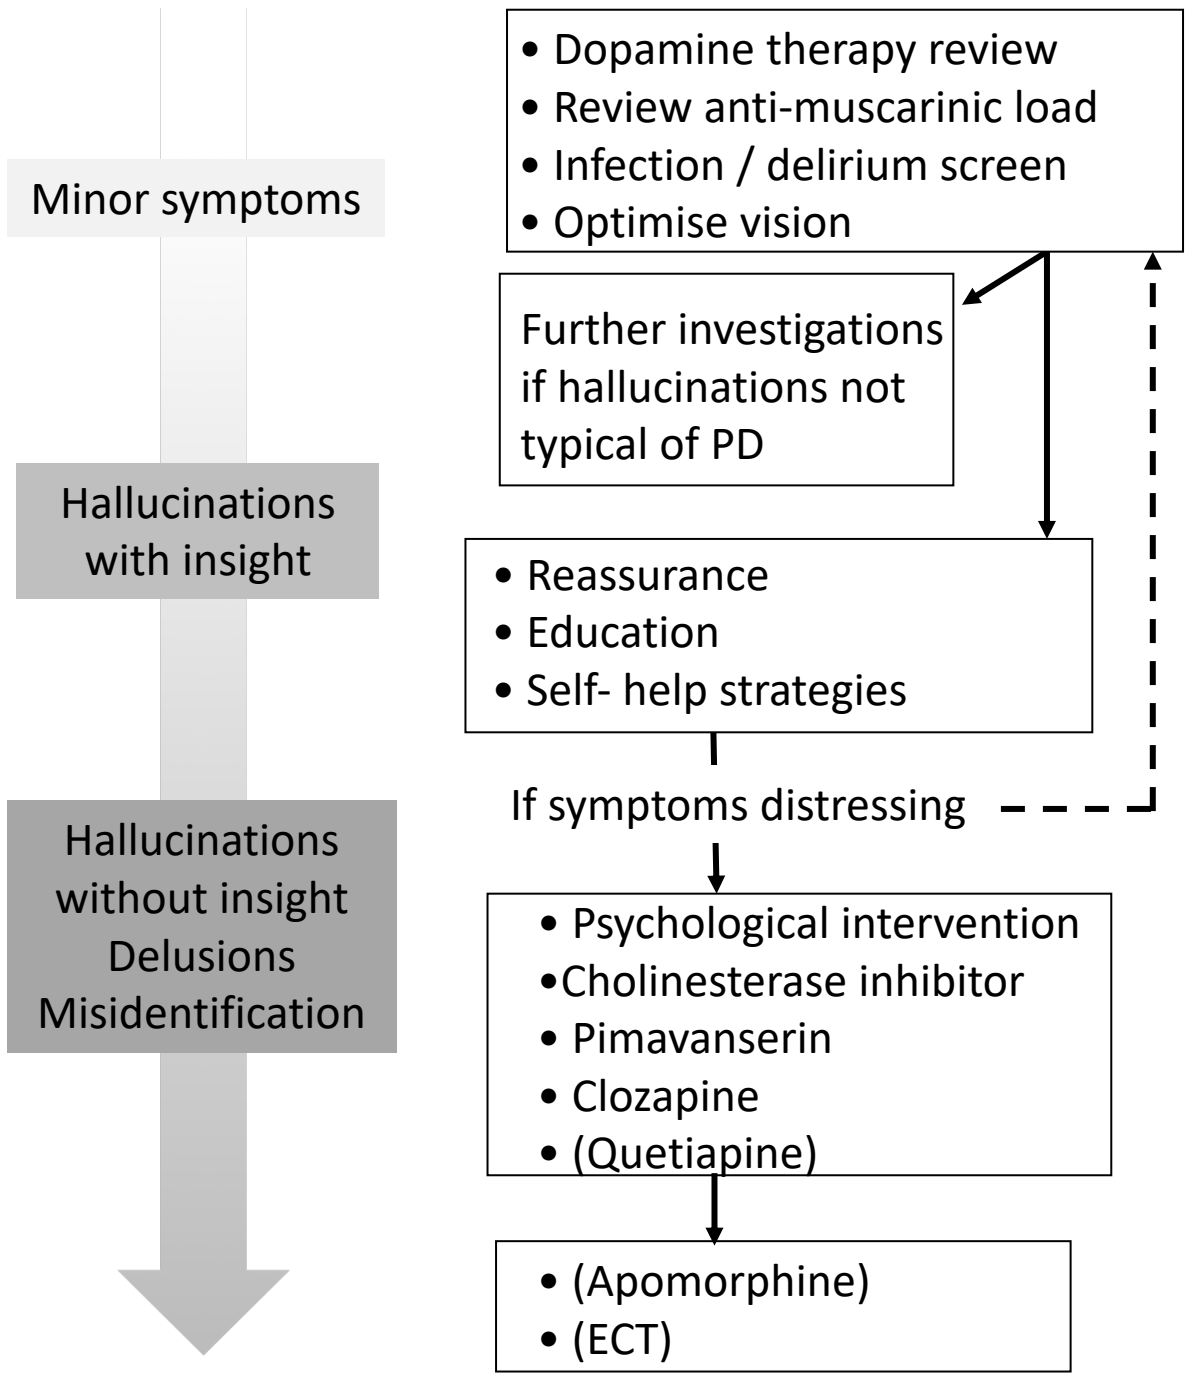 Minor symptoms
Hallucinations
with insight
Hallucinations
without insight
Delusions
Misidentification
• Dopamine therapy review
• Review anti-muscarinic load
• Infection / delirium screen
• Optimise vision
Further investigations
if hallucinations not
typical of PD
• Reassurance
• Education
• Self- help strategies
If symptoms distressing
• Psychological intervention
•Cholinesterase inhibitor
• Pimavanserin
• Clozapine
• (Quetiapine)
• (Apomorphine)
• (ECT)